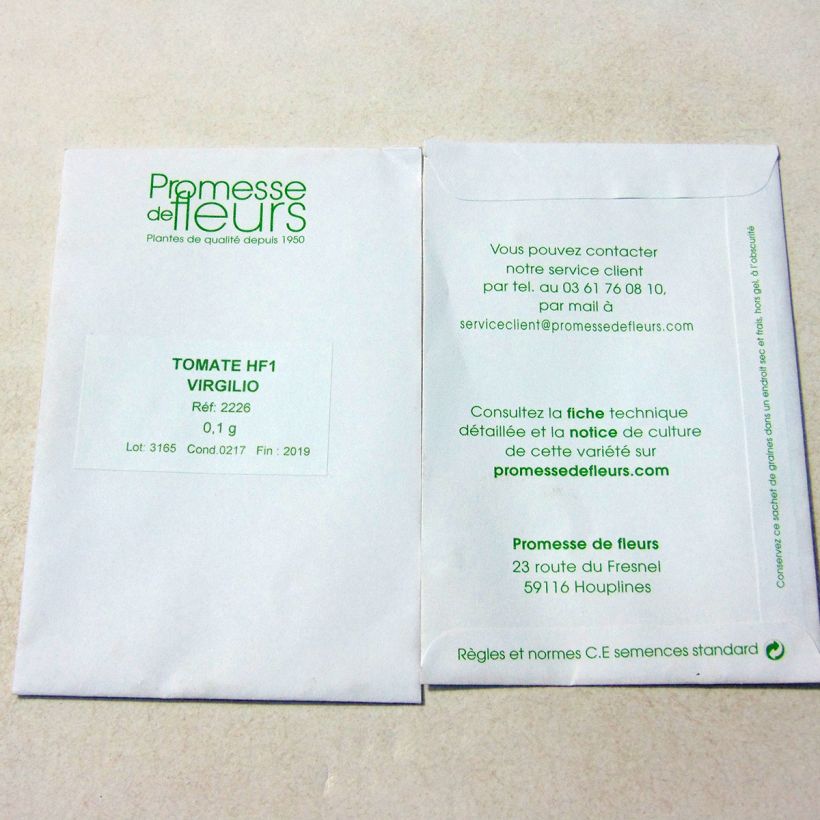 Promesse
de fleurs
Plantes de qualité depuis 1950
TOMATE HF1
VIRGILIO
Réf: 2226
0,1 g
Lot: 3165 Cond.0217 Fin : 2019
Vous pouvez contacter
notre service client
par tel. au 03 61 76 08 10,
par mail à
serviceclient@promessedefleurs.com
Consultez la fiche technique
détaillée et la notice de culture
de cette variété sur
promessedefleurs.com
Promesse de fleurs
23 route du Fresnel
59116 Houplines
Règles et normes C.E semences standard
Conservez ce sachet de graines dans un endroit sec et frais, hors gel, à l'obscurité